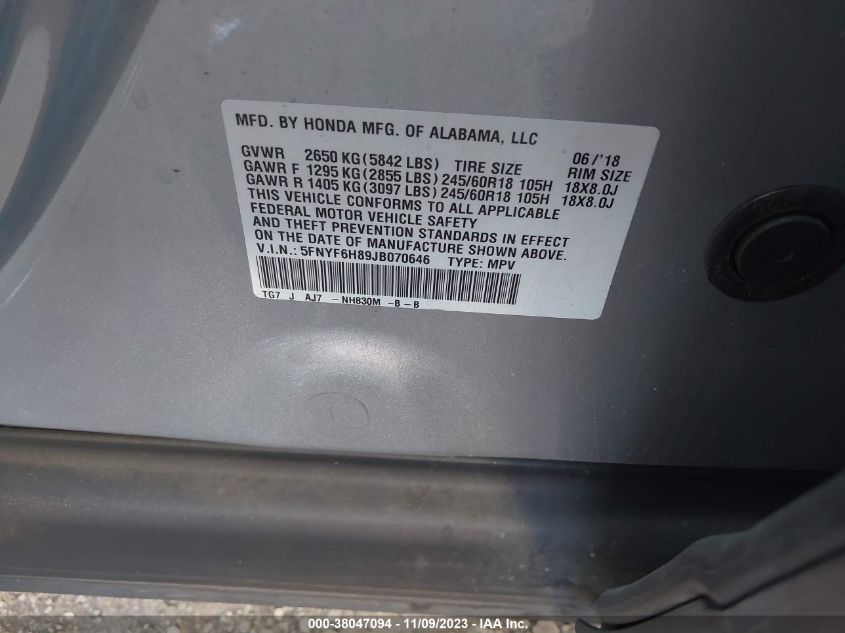 MFD. BY HONDA MFG. OF ALABAMA, LLC
GVWR 2650 KG (5842 LBS) TIRE SIZE 06/'18 RIM SIZE
GAWR F 1295 KG (2855 LBS) 245/60R18 105H 18X8.0J
GAWR R 1405 KG (3097 LBS) 245/60R18 105H 18X8.0J
THIS VEHICLE CONFORMS TO ALL APPLICABLE
FEDERAL MOTOR VEHICLE SAFETY
AND THEFT PREVENTION STANDARDS IN EFFECT
ON THE DATE OF MANUFACTURE SHOWN ABOVE.
V.I.N.: 5FNYF6H89JB070646 TYPE: MPV
TG7 J AJ7 - NH830M -B - B
000-38047094 - 11/09/2023 - IAA Inc.